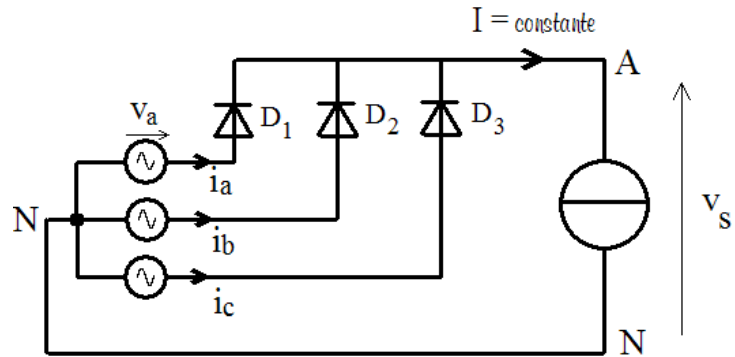 I = constante
A
v_a
D_1
D_2
D_3
i_a
N
i_b
v_s
i_c
N